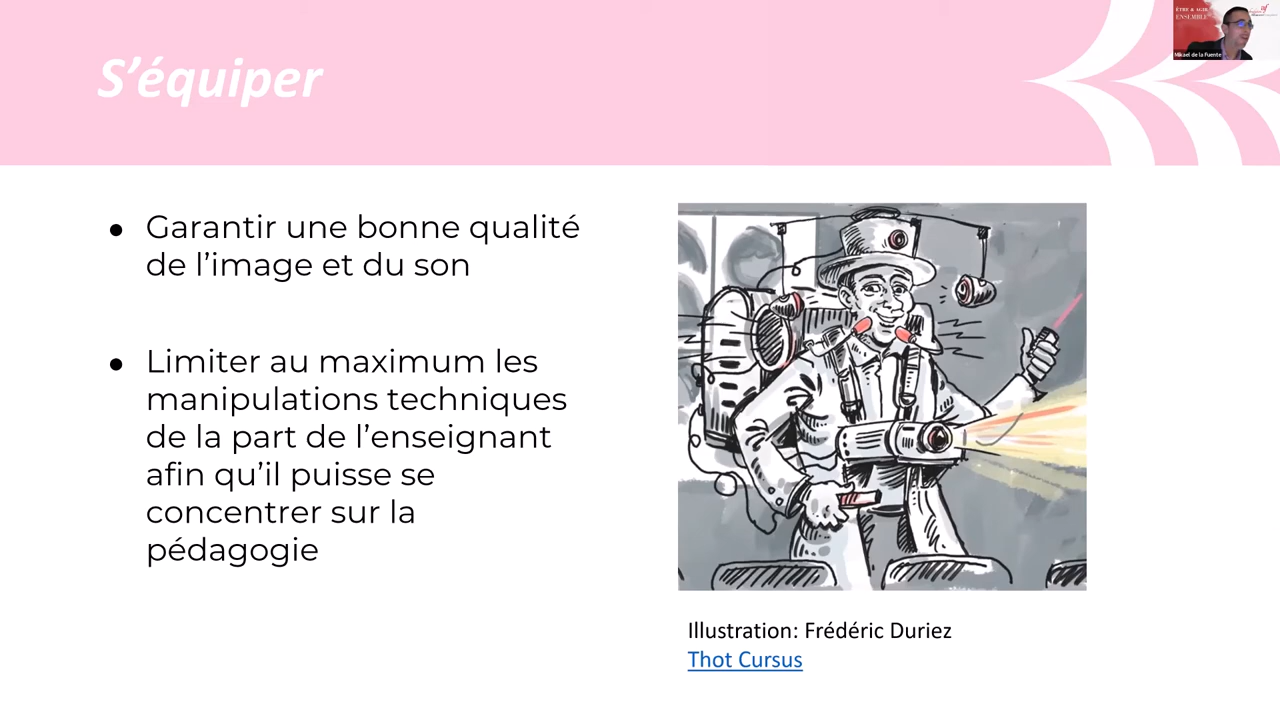 S'équiper
ÊTRE & AGIR
ENSEMBLE
af
Mikael de la Fuente
● Garantir une bonne qualité
de l'image et du son
● Limiter au maximum les
manipulations techniques
de la part de l'enseignant
afin qu'il puisse se
concentrer sur la
pédagogie
Illustration: Frédéric Duriez
Thot Cursus